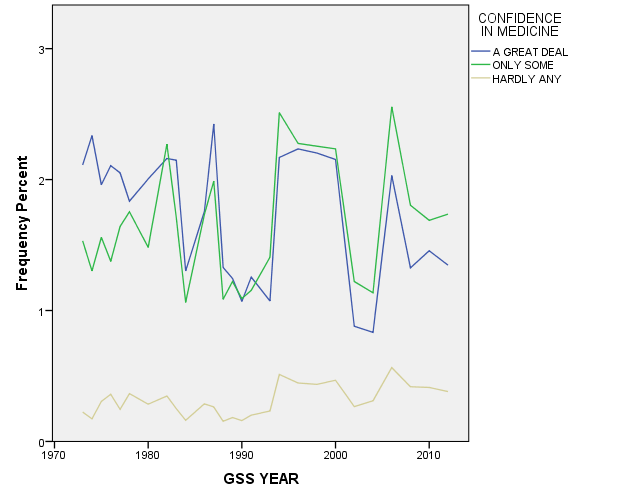 CONFIDENCE
IN MEDICINE
A GREAT DEAL
ONLY SOME
HARDLY ANY
Frequency Percent
3
2
1
0
1970 1980 1990 2000 2010
GSS YEAR